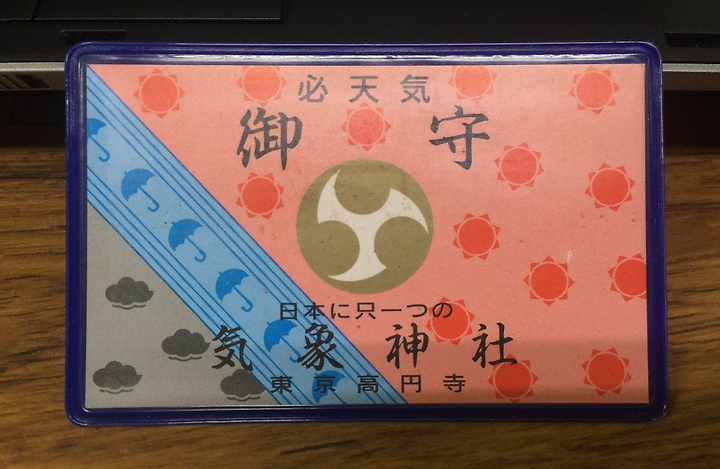 必天気
御守
日本に只一つの
気象神社
東京高円寺